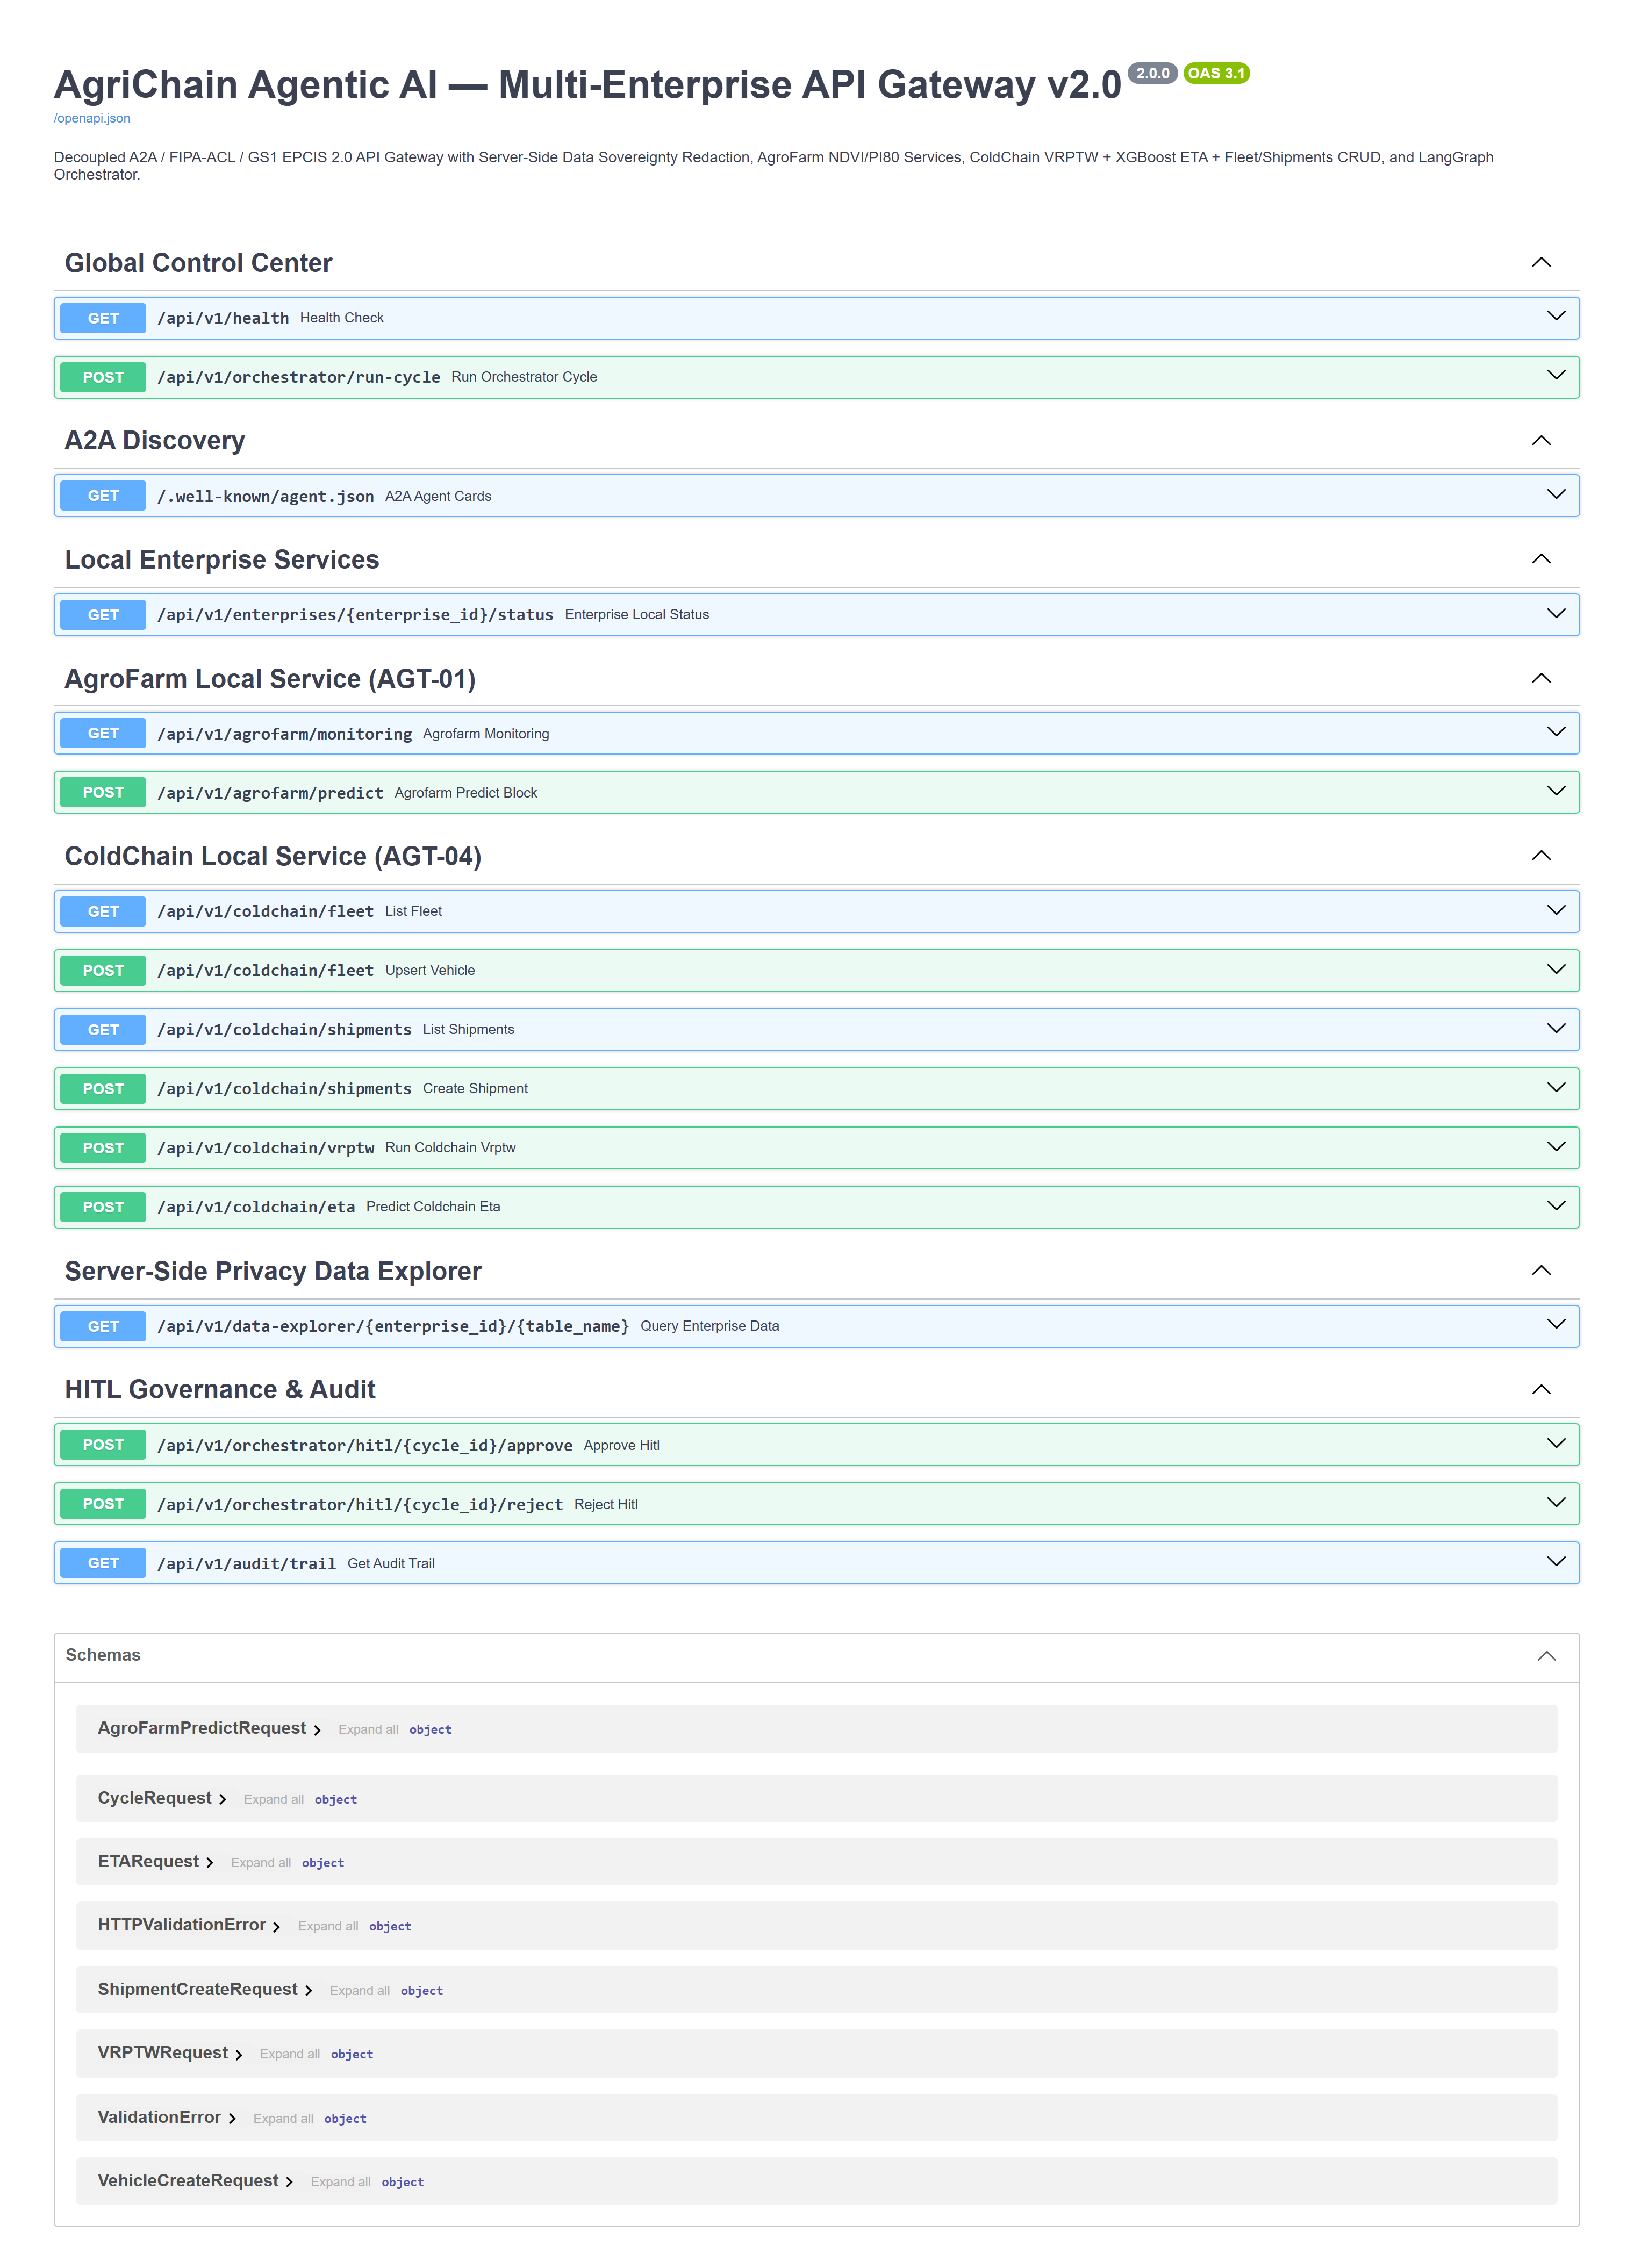 AgriChain Agentic AI — Multi-Enterprise API Gateway v2.0 2.0.0 OAS 3.1
/openapi.json
Decoupled A2A / FIPA-ACL / GS1 EPCIS 2.0 API Gateway with Server-Side Data Sovereignty Redaction, AgroFarm NDVI/PI80 Services, ColdChain VRPTW + XGBoost ETA + Fleet/Shipments CRUD, and LangGraph
Orchestrator.
Global Control Center
GET /api/v1/health Health Check
POST /api/v1/orchestrator/run-cycle Run Orchestrator Cycle
A2A Discovery
GET /.well-known/agent.json A2A Agent Cards
Local Enterprise Services
GET /api/v1/enterprises/{enterprise_id}/status Enterprise Local Status
AgroFarm Local Service (AGT-01)
GET /api/v1/agrofarm/monitoring Agrofarm Monitoring
POST /api/v1/agrofarm/predict Agrofarm Predict Block
ColdChain Local Service (AGT-04)
GET /api/v1/coldchain/fleet List Fleet
POST /api/v1/coldchain/fleet Upsert Vehicle
GET /api/v1/coldchain/shipments List Shipments
POST /api/v1/coldchain/shipments Create Shipment
POST /api/v1/coldchain/vrptw Run Coldchain Vrptw
POST /api/v1/coldchain/eta Predict Coldchain Eta
Server-Side Privacy Data Explorer
GET /api/v1/data-explorer/{enterprise_id}/{table_name} Query Enterprise Data
HITL Governance & Audit
POST /api/v1/orchestrator/hitl/{cycle_id}/approve Approve Hitl
POST /api/v1/orchestrator/hitl/{cycle_id}/reject Reject Hitl
GET /api/v1/audit/trail Get Audit Trail
Schemas
AgroFarmPredictRequest Expand all object
CycleRequest Expand all object
ETARequest Expand all object
HTTPValidationError Expand all object
ShipmentCreateRequest Expand all object
VRPTWRequest Expand all object
ValidationError Expand all object
VehicleCreateRequest Expand all object